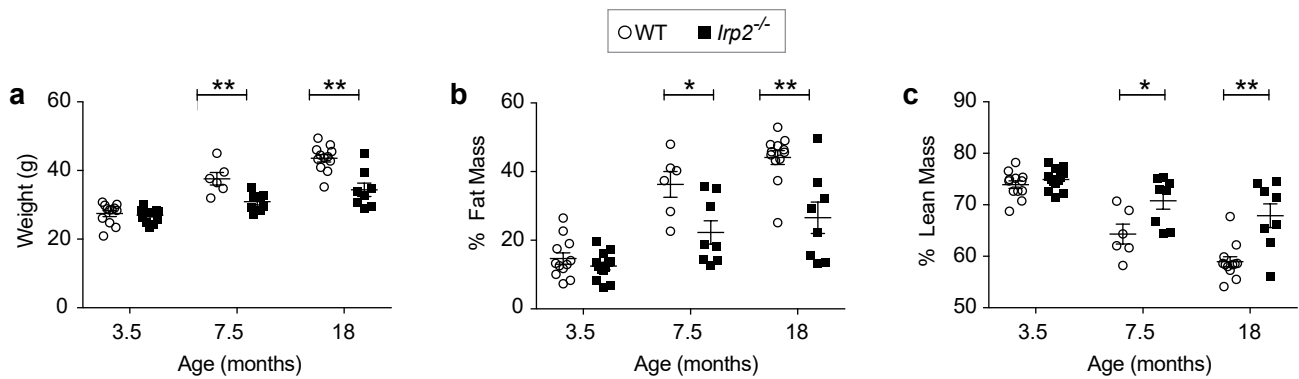 WT Irp2-/-
a
** **
60
40
20
0
Weight (g)
3.5 7.5 18
Age (months)
b
* **
60
40
20
0
% Fat Mass
3.5 7.5 18
Age (months)
c
* **
90
80
70
60
50
% Lean Mass
3.5 7.5 18
Age (months)